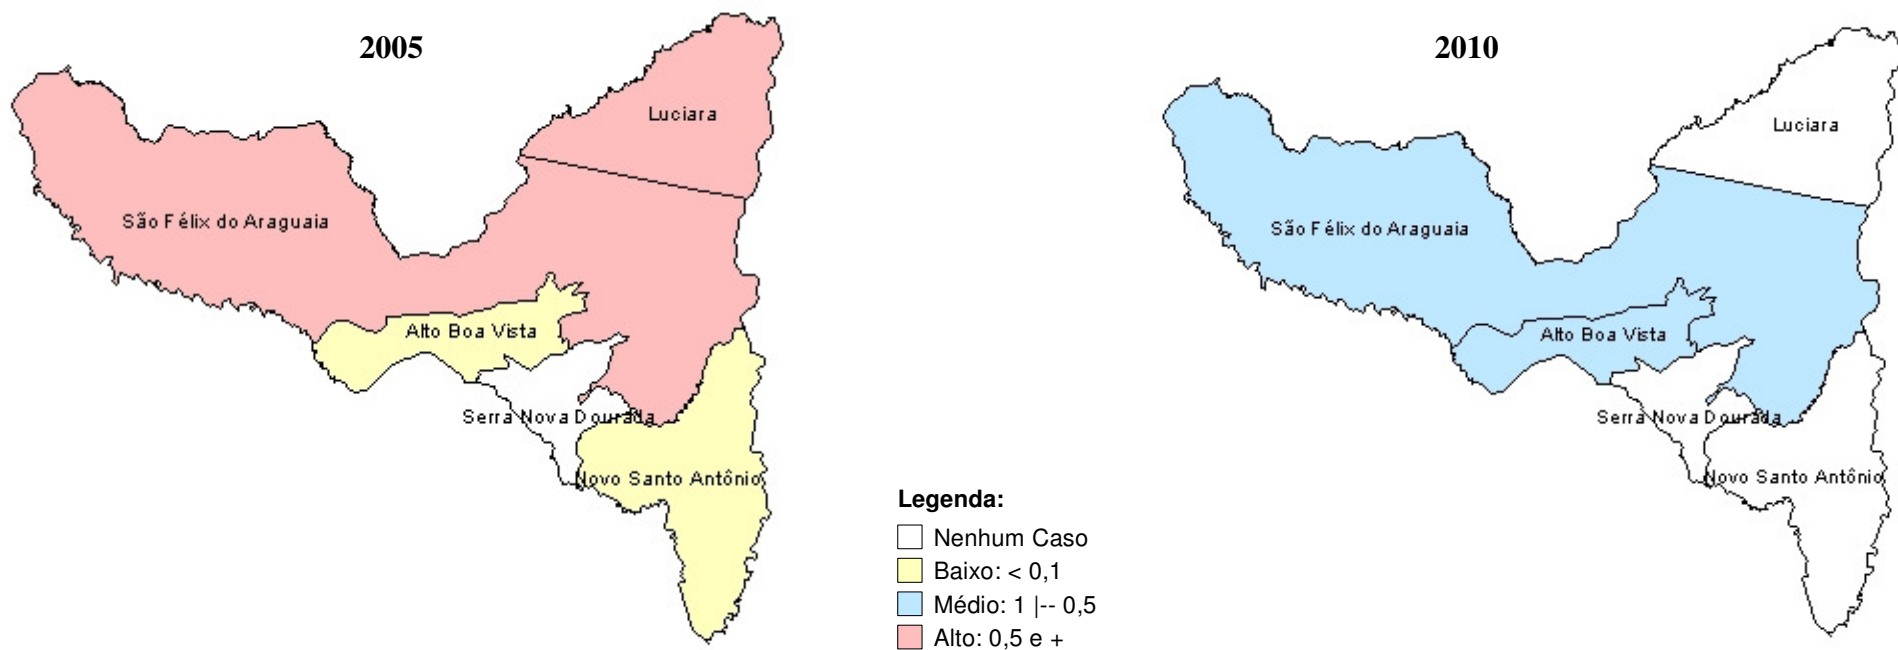 2005
Luciara
São Félix do Araguaia
Alto Boa Vista
Serra Nova Dourada
Novo Santo Antônio
2010
Luciara
São Félix do Araguaia
Alto Boa Vista
Serra Nova Dourada
Novo Santo Antônio
Legenda:
Nenhum Caso
Baixo: < 0,1
Médio: 1 |-- 0,5
Alto: 0,5 e +